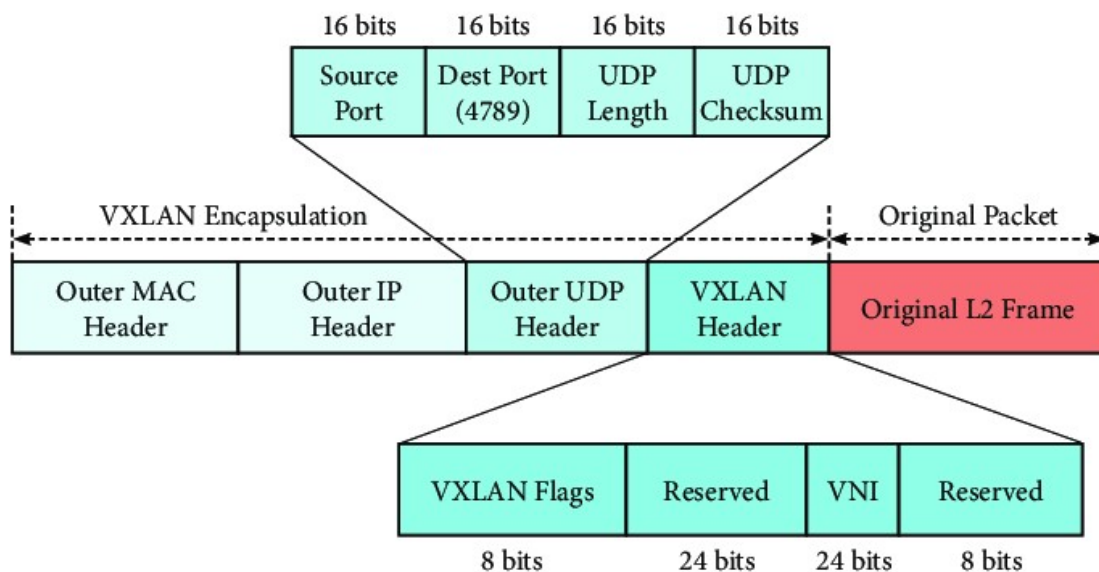 16 bits 16 bits 16 bits 16 bits
Source Port
Dest Port (4789)
UDP Length
UDP Checksum
VXLAN Encapsulation
Original Packet
Outer MAC Header
Outer IP Header
Outer UDP Header
VXLAN Header
Original L2 Frame
VXLAN Flags
Reserved
VNI
Reserved
8 bits 24 bits 24 bits 8 bits